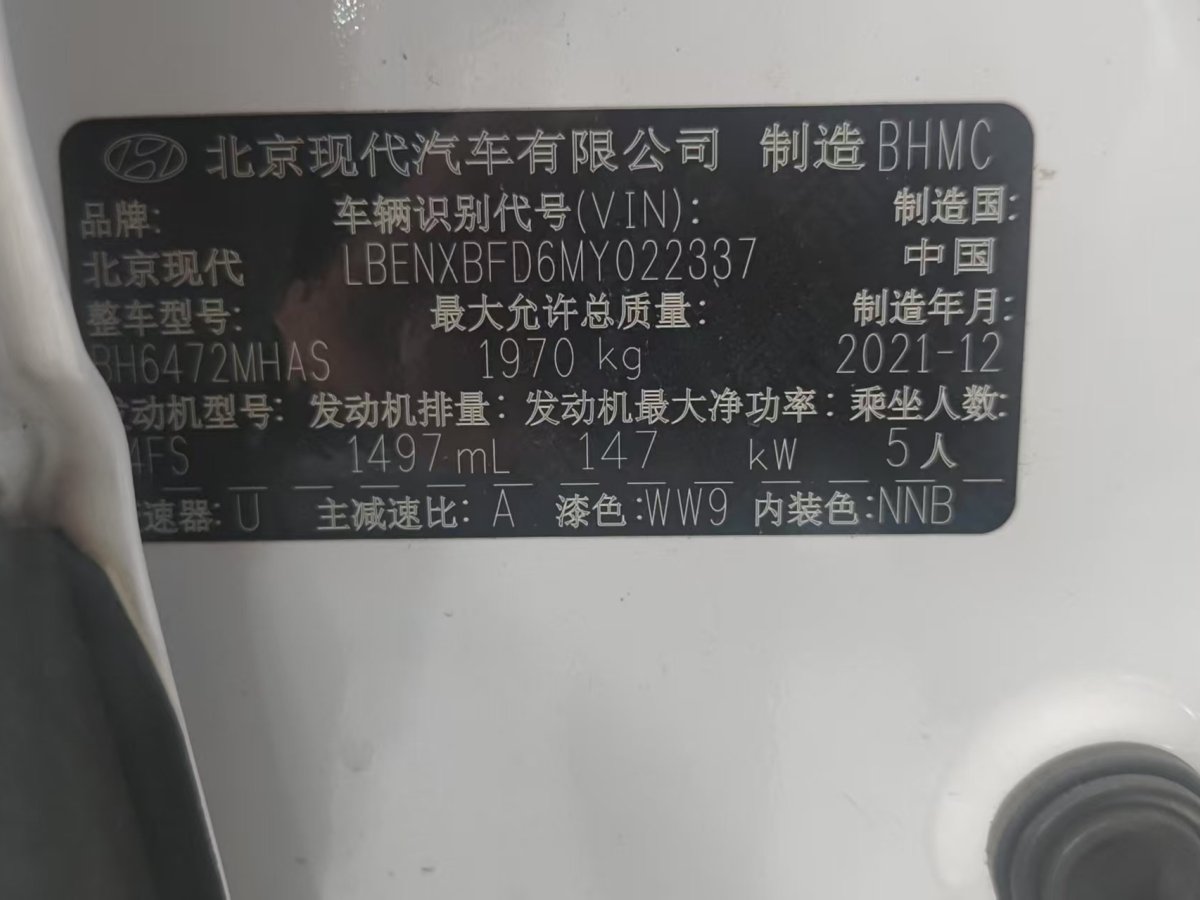 北京现代汽车有限公司 制造 BHMC
品牌: 车辆识别代号(VIN): 制造国:
北京现代 LBENXBFD6MY022337 中国
整车型号: 最大允许总质量: 制造年月:
BH6472MHAS 1970 kg 2021-12
发动机型号: 发动机排量: 发动机最大净功率: 乘坐人数:
4FS 1497 mL 147 kW 5人
速器: U 主减速比: A 漆色:WW9 内装色:NNB